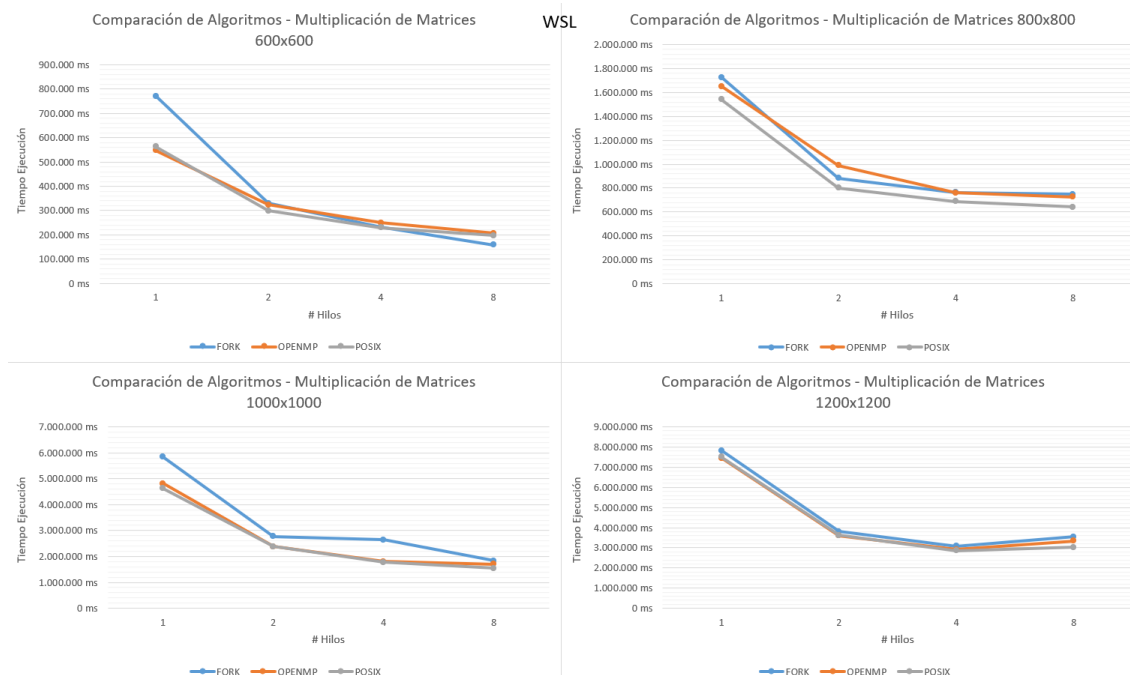 WSL
Comparación de Algoritmos - Multiplicación de Matrices
600x600
900.000 ms
800.000 ms
700.000 ms
600.000 ms
500.000 ms
400.000 ms
300.000 ms
200.000 ms
100.000 ms
0 ms
Tiempo Ejecución
1 2 4 8
# Hilos
FORK OPENMP POSIX
Comparación de Algoritmos - Multiplicación de Matrices 800x800
2.000.000 ms
1.800.000 ms
1.600.000 ms
1.400.000 ms
1.200.000 ms
1.000.000 ms
800.000 ms
600.000 ms
400.000 ms
200.000 ms
0 ms
Tiempo Ejecución
1 2 4 8
# Hilos
FORK OPENMP POSIX
Comparación de Algoritmos - Multiplicación de Matrices
1000x1000
7.000.000 ms
6.000.000 ms
5.000.000 ms
4.000.000 ms
3.000.000 ms
2.000.000 ms
1.000.000 ms
0 ms
Tiempo Ejecución
1 2 4 8
# Hilos
FORK OPENMP POSIX
Comparación de Algoritmos - Multiplicación de Matrices
1200x1200
9.000.000 ms
8.000.000 ms
7.000.000 ms
6.000.000 ms
5.000.000 ms
4.000.000 ms
3.000.000 ms
2.000.000 ms
1.000.000 ms
0 ms
Tiempo Ejecución
1 2 4 8
# Hilos
FORK OPENMP POSIX